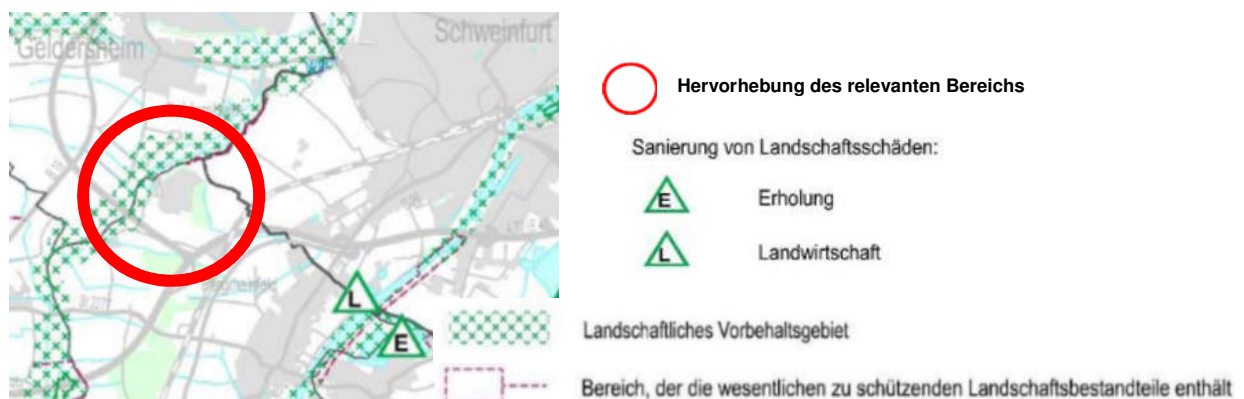 Geldersheim
Schweinfurt
L
E
Hervorhebung des relevanten Bereichs
Sanierung von Landschaftsschäden:
E Erholung
L Landwirtschaft
Landschaftliches Vorbehaltsgebiet
Bereich, der die wesentlichen zu schützenden Landschaftsbestandteile enthält